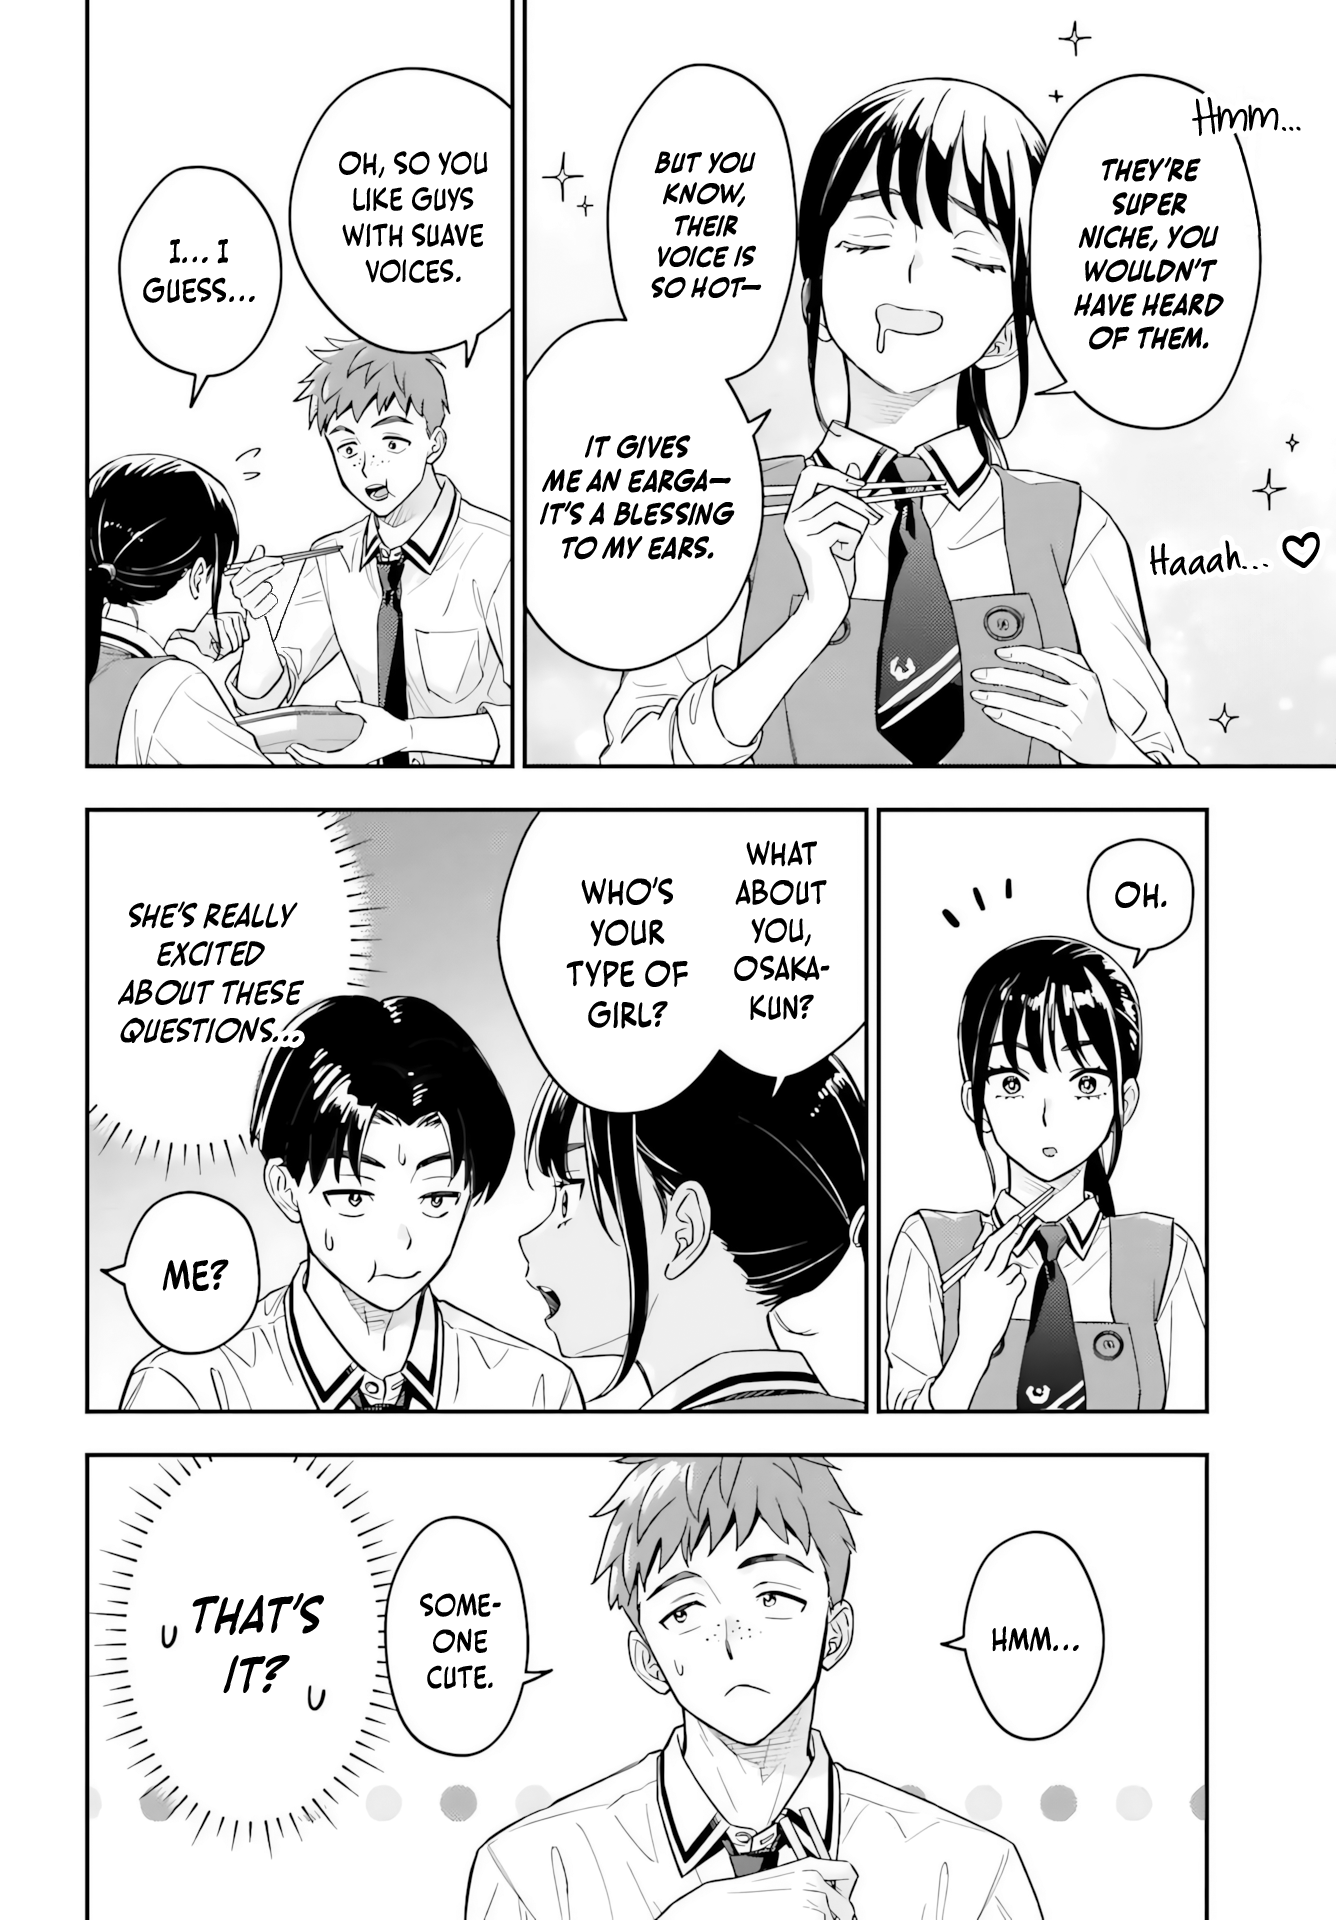 Hmm...
THEY'RE
SUPER
NICHE, YOU
WOULDN'T
HAVE HEARD
OF THEM.
BUT YOU
KNOW,
THEIR
VOICE IS
SO HOT—
IT GIVES
ME AN EARGA—
IT'S A BLESSING
TO MY EARS.
Haaah... ♡
OH, SO YOU
LIKE GUYS
WITH SUAVE
VOICES.
I... I
GUESS...
OH.
WHAT
ABOUT
YOU,
OSAKA-
KUN?
WHO'S
YOUR
TYPE OF
GIRL?
SHE'S REALLY
EXCITED
ABOUT THESE
QUESTIONS...
ME?
HMM...
SOME-
ONE
CUTE.
THAT'S
IT?